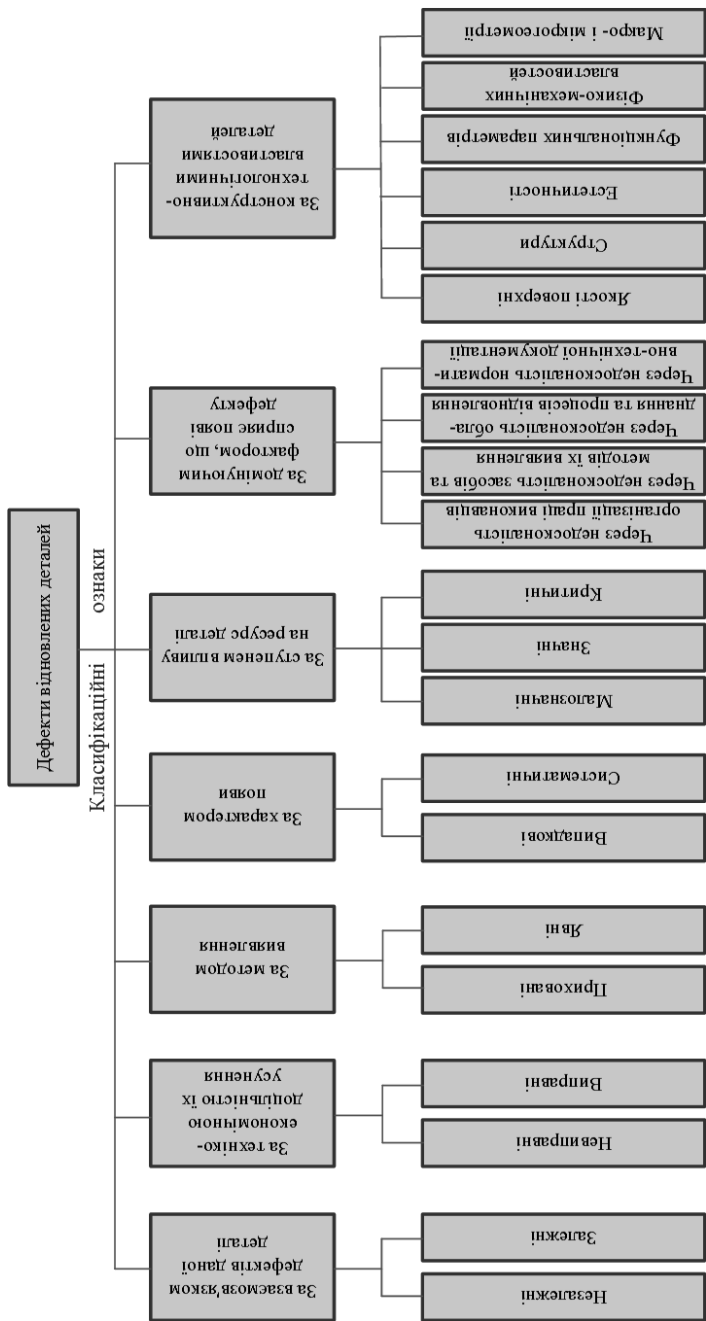 Дефекти відновлених деталей
Класифікаційні
ознаки
За взаємозв'язком
дефектів даної
деталі
Незалежні
Залежні
За техніко-
економічною
доцільністю їх
усунення
Невиправні
Виправні
За методом
виявлення
Приховані
Явні
За характером
появи
Випадкові
Систематичні
За ступенем впливу
на ресурс деталі
Малозначні
Значні
Критичні
За домінуючим
фактором, що
сприяє появі
дефекту
Через недосконалість
організації праці виконавців
Через недосконалість засобів та
методів їх виявлення
Через недосконалість обла-
днання та процесів відновлення
Через недосконалість нормати-
вно-технічної документації
За конструктивно-
технологічними
властивостями
деталей
Якості поверхні
Структури
Естетичності
Функціональних параметрів
Фізико-механічних
властивостей
Макро- і мікрогеометрії